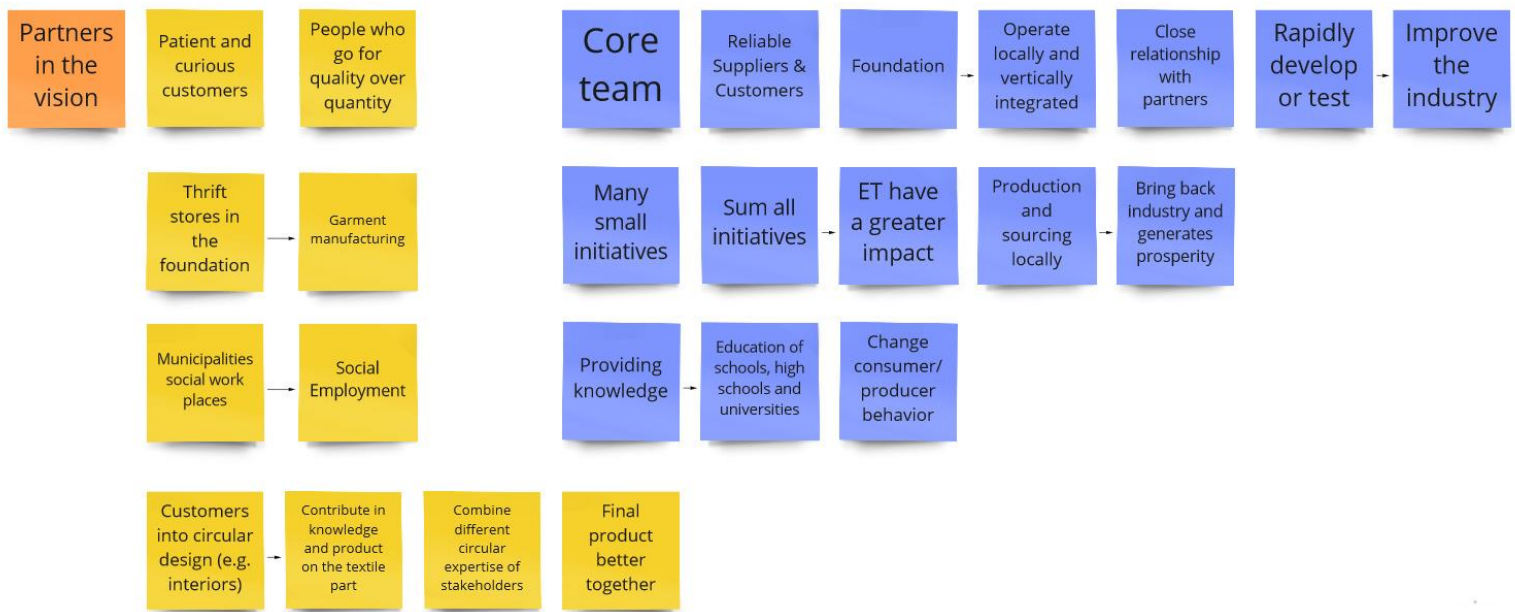 Partners
in the
vision
Patient and
curious
customers
People who
go for
quality over
quantity
Core
team
Reliable
Suppliers &
Customers
Foundation
Operate
locally and
vertically
integrated
Close
relationship
with
partners
Rapidly
develop
or test
Improve
the
industry
Thrift
stores in
the
foundation
Garment
manufacturing
Many
small
initiatives
Sum all
initiatives
ET have
a greater
impact
Production
and
sourcing
locally
Bring back
industry and
generates
prosperity
Municipalities
social work
places
Social
Employment
Providing
knowledge
Education of
schools, high
schools and
universities
Change
consumer/
producer
behavior
Customers
into circular
design (e.g.
interiors)
Contribute in
knowledge
and product
on the textile
part
Combine
different
circular
expertise of
stakeholders
Final
product
better
together